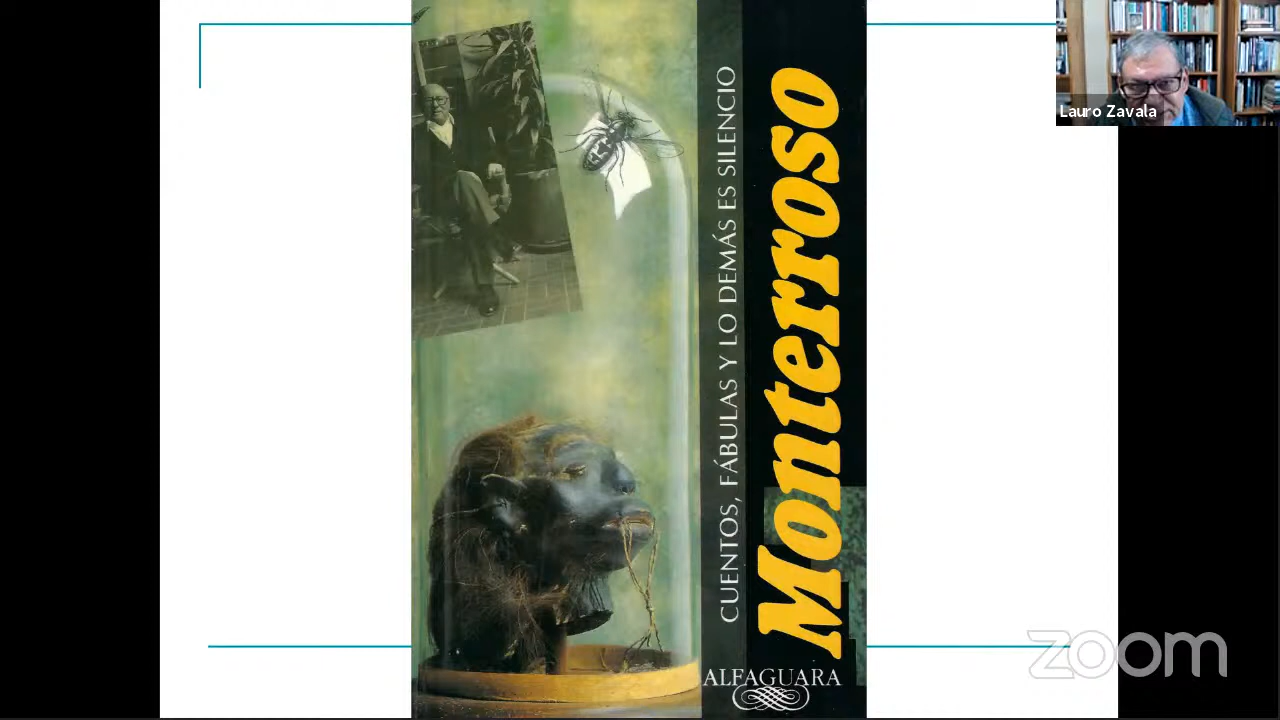 Lauro Zavala
CUENTOS, FÁBULAS Y LO DEMÁS ES SILENCIO
Monterroso
ALFAGUARA
zoom